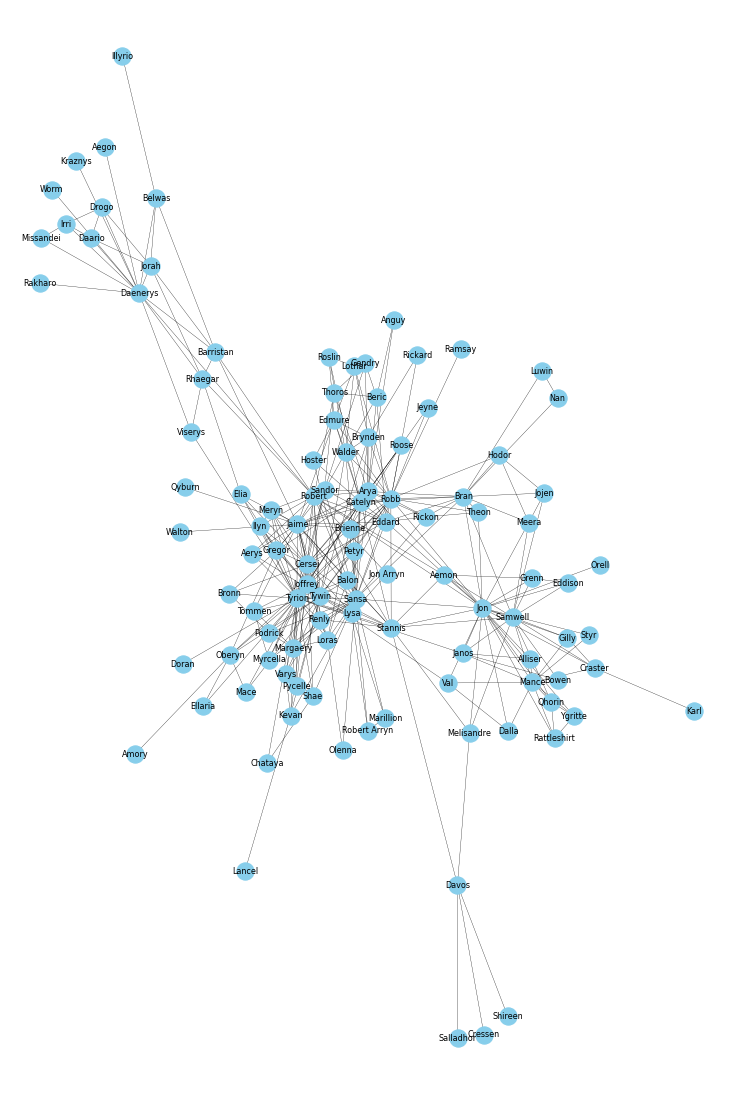 Illyrio
Aegon
Kraznys
Worm
Belwas
Drogo
Irri
Missandei
Daario
Jorah
Rakharo
Daenerys
Anguy
Barristan
Ramsay
Roslin
Rickard
Gendry
Lothar
Luwin
Rhaegar
Thoros
Beric
Nan
Jeyne
Edmure
Viserys
Brynden
Roose
Walder
Hodor
Hoster
Qyburn
Sandor
Arya
Elia
Jojen
Robert
Bran
Robb
Catelyn
Meryn
Theon
Rickon
Ilyn
Jaime
Eddard
Meera
Brienne
Walton
Petyr
Aerys
Gregor
Cersei
Orell
Jon Arryn
Aemon
Grenn
Balon
Joffrey
Eddison
Bronn
Tyrion
Tywin
Sansa
Jon
Tommen
Lysa
Samwell
Renly
Stannis
Podrick
Styr
Gilly
Loras
Margaery
Oberyn
Janos
Myrcella
Alliser
Doran
Craster
Varys
Val
Mance
Bowen
Pycelle
Mace
Shae
Qhorin
Ellaria
Karl
Kevan
Ygritte
Marillion
Robert Arryn
Melisandre
Dalla
Rattleshirt
Olenna
Amory
Chataya
Lancel
Davos
Shireen
Cressen
Salladhor